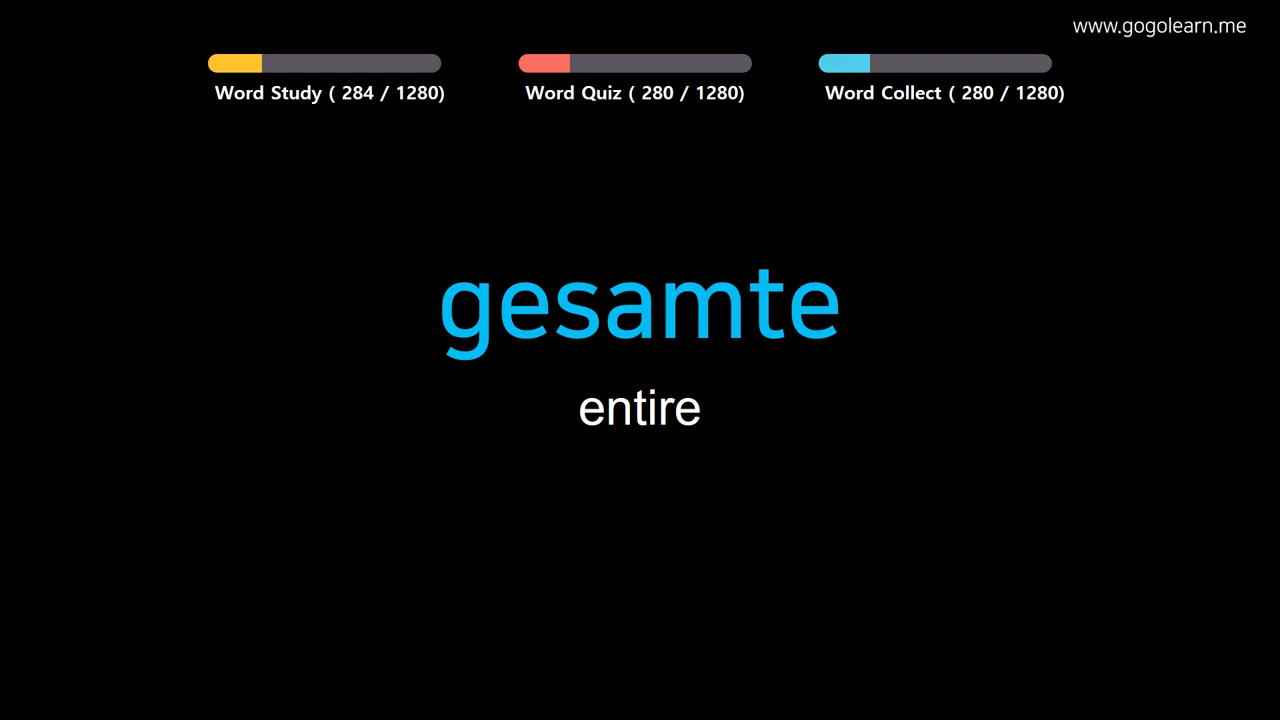 www.gogolearn.me
Word Study ( 284 / 1280)
Word Quiz ( 280 / 1280)
Word Collect ( 280 / 1280)
gesamte
entire